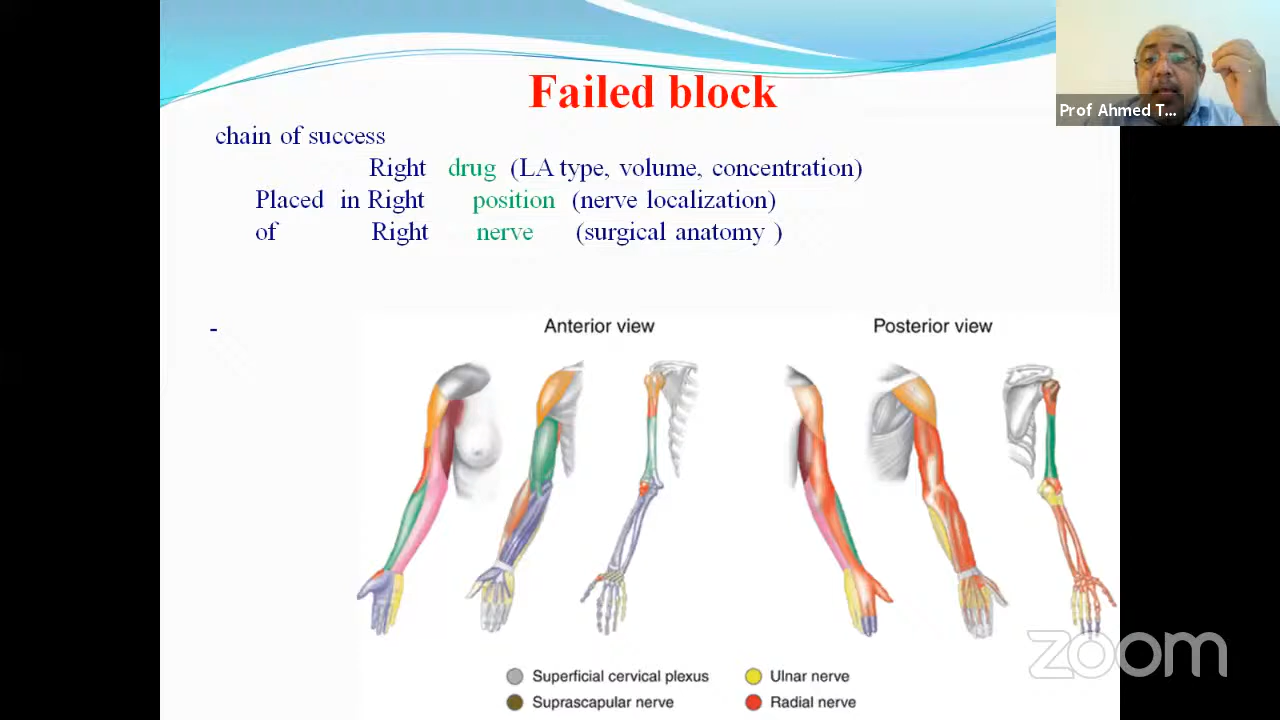 Failed block
Prof Ahmed T...
chain of success
Right drug (LA type, volume, concentration)
Placed in Right position (nerve localization)
of Right nerve (surgical anatomy )
-
Anterior view
Posterior view
Superficial cervical plexus
Ulnar nerve
Suprascapular nerve
Radial nerve
zoom